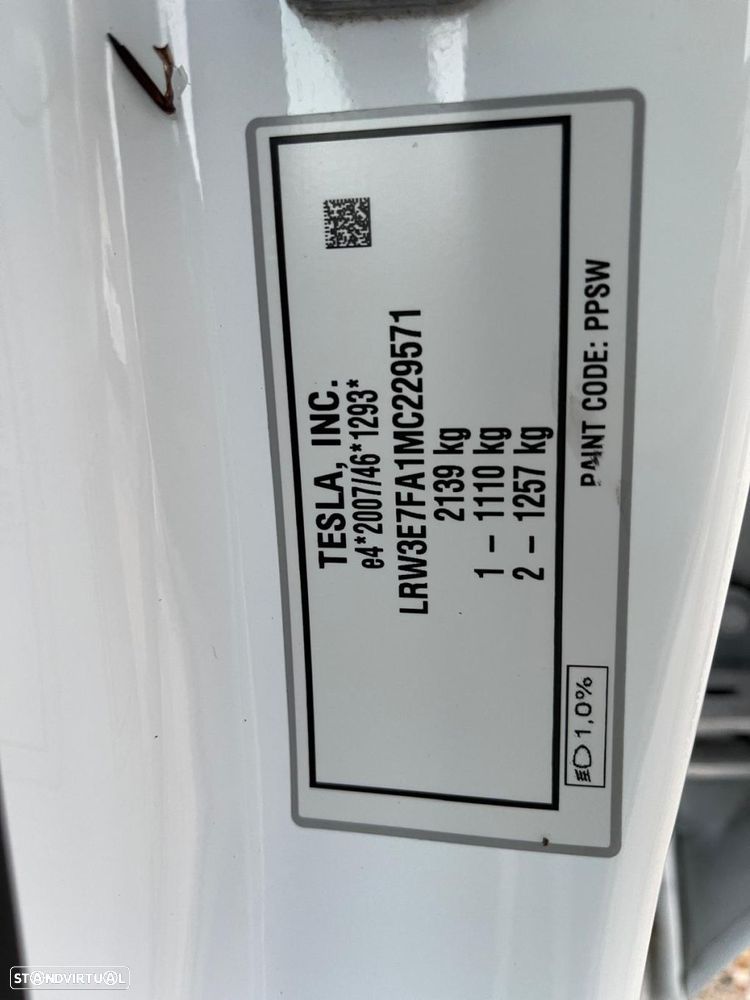 TESLA, INC.
e4*2007/46*1293*
LRW3E7FA1MC229571
2139 kg
1 – 1110 kg
2 – 1257 kg
PAINT CODE: PPSW
1,0%
STANDVIRTUAL